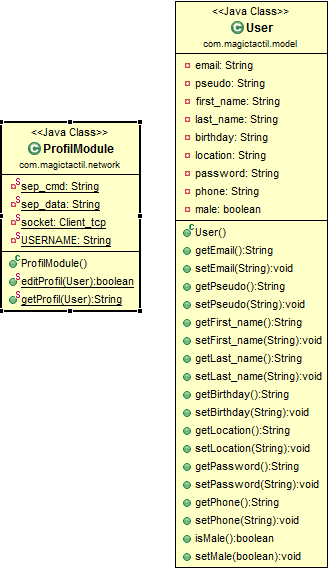 <<Java Class>>
ProfilModule
com.magictactil.network
sep_cmd: String
sep_data: String
socket: Client_tcp
USERNAME: String
ProfilModule()
editProfil(User):boolean
getProfil(User):String
<<Java Class>>
User
com.magictactil.model
email: String
pseudo: String
first_name: String
last_name: String
birthday: String
location: String
password: String
phone: String
male: boolean
User()
getEmail():String
setEmail(String):void
getPseudo():String
setPseudo(String):void
getFirst_name():String
setFirst_name(String):void
getLast_name():String
setLast_name(String):void
getBirthday():String
setBirthday(String):void
getLocation():String
setLocation(String):void
getPassword():String
setPassword(String):void
getPhone():String
setPhone(String):void
isMale():boolean
setMale(boolean):void